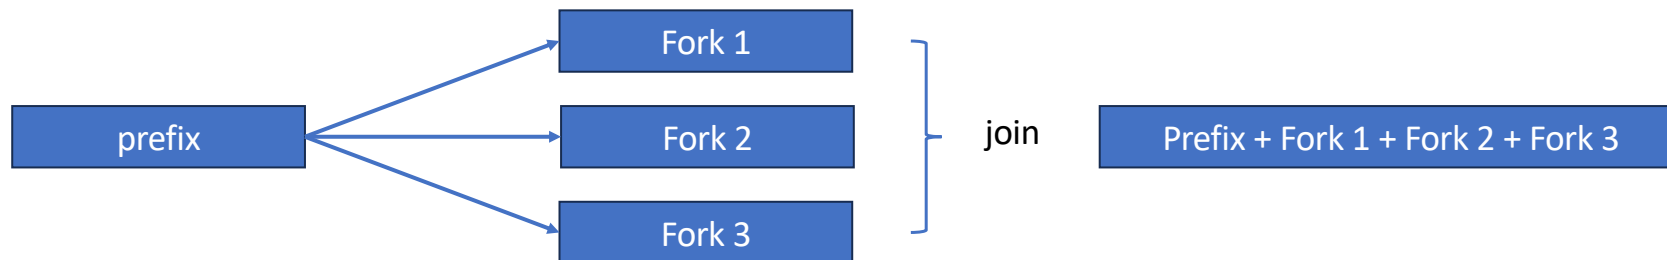 prefix
Fork 1
Fork 2
Fork 3
join
Prefix + Fork 1 + Fork 2 + Fork 3